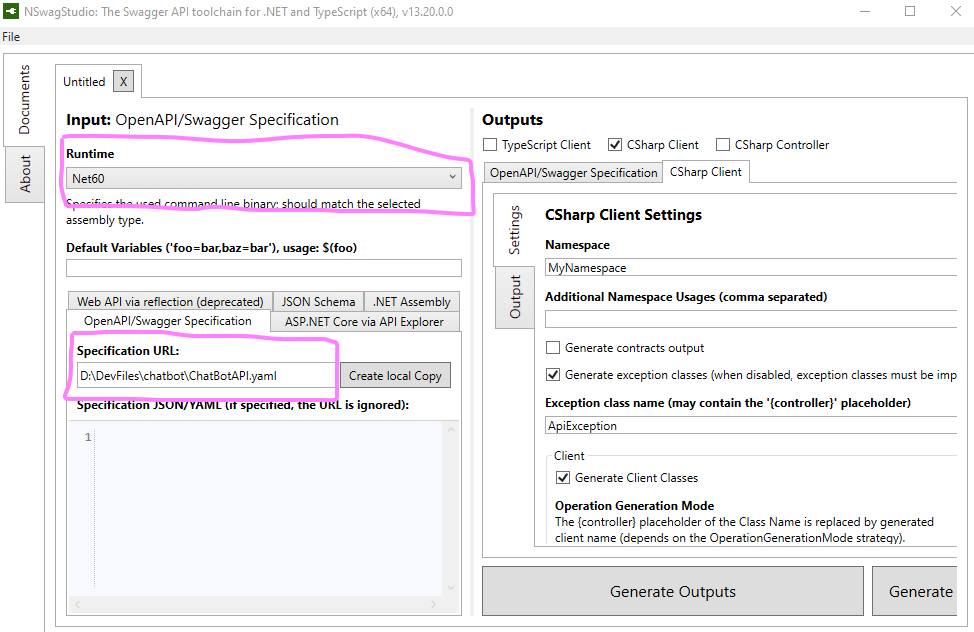 NSwagStudio: The Swagger API toolchain for .NET and TypeScript (x64), v13.20.0.0
File
Documents
About
Untitled X
Input: OpenAPI/Swagger Specification
Runtime
Net60
Specifies the used command line binary; should match the selected
assembly type.
Default Variables ('foo=bar,baz=bar'), usage: $(foo)
Web API via reflection (deprecated) JSON Schema .NET Assembly
OpenAPI/Swagger Specification ASP.NET Core via API Explorer
Specification URL:
D:\DevFiles\chatbot\ChatBotAPI.yaml Create local Copy
Specification JSON/YAML (if specified, the URL is ignored):
1
Outputs
TypeScript Client CSharp Client CSharp Controller
OpenAPI/Swagger Specification CSharp Client
Settings
Output
CSharp Client Settings
Namespace
MyNamespace
Additional Namespace Usages (comma separated)
Generate contracts output
Generate exception classes (when disabled, exception classes must be imp
Exception class name (may contain the '{controller}' placeholder)
ApiException
Client
Generate Client Classes
Operation Generation Mode
The {controller} placeholder of the Class Name is replaced by generated
client name (depends on the OperationGenerationMode strategy).
Generate Outputs Generate